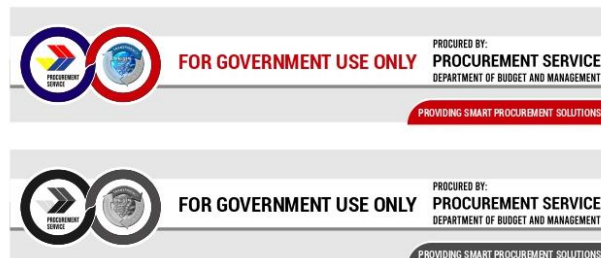 PROCUREMENT
SERVICE
FOR GOVERNMENT USE ONLY
PROCURED BY:
PROCUREMENT SERVICE
DEPARTMENT OF BUDGET AND MANAGEMENT
PROVIDING SMART PROCUREMENT SOLUTIONS
PROCUREMENT
SERVICE
FOR GOVERNMENT USE ONLY
PROCURED BY:
PROCUREMENT SERVICE
DEPARTMENT OF BUDGET AND MANAGEMENT
PROVIDING SMART PROCUREMENT SOLUTIONS